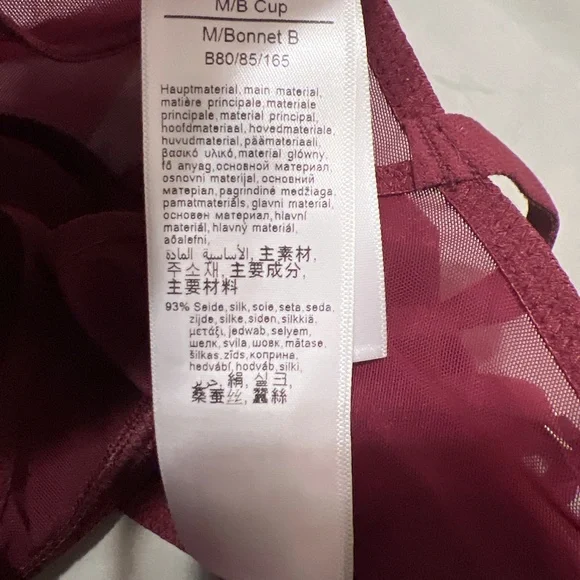 M/B Cup
M/Bonnet B
B80/85/165
Hauptmaterial, main material,
matière principale, materiale
principale, material principal,
hoofdmateriaal, hovedmateriale,
huvudmaterial, päämateriaali,
βασικό υλικό, material główny,
fő anyag, основной материал,
osnovni materijal, основний
матеріал, pagrindinė medžiaga,
pamatmateriāls, glavni material,
основен материал, hlavní
materiál, hlavný materiál,
aðalefni,
المادة الأساسية, 主素材,
주소재, 主要成分,
主要材料
93% Seide, silk, soie, seta, seda,
zijde, silke, siden, silkkiä,
μετάξι, jedwab, selyem,
шелк, svila, шовк, mātase,
šilkas, zīds, коприна,
hedvábí, hodváb, silki,
حرير, 絹, 실크,
桑蚕丝, 蠶絲